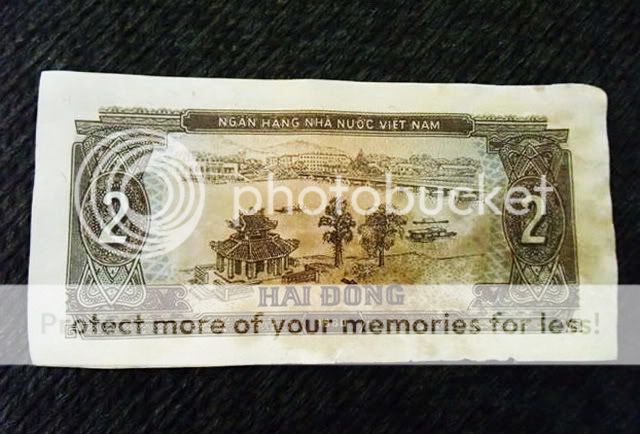 NGÂN HÀNG NHÀ NƯỚC VIỆT NAM
photobucket
2
2
HAI ĐỒNG
Protect more of your memories for less!